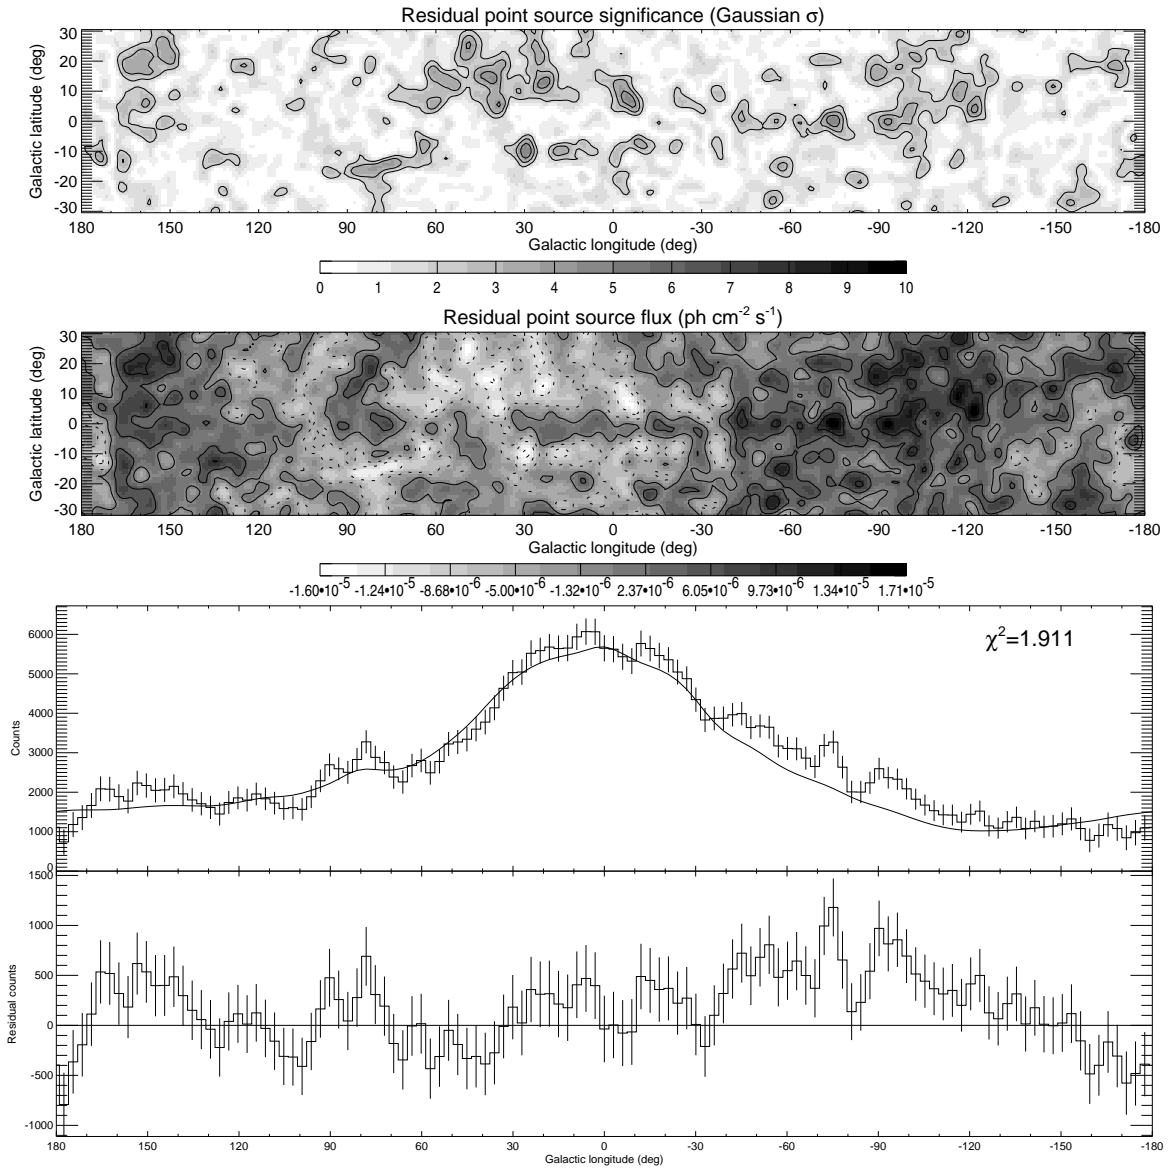 Residual point source significance (Gaussian σ)
Galactic latitude (deg)
30
20
10
0
-10
-20
-30
180 150 120 90 60 30 0 -30 -60 -90 -120 -150 -180
Galactic longitude (deg)
0 1 2 3 4 5 6 7 8 9 10
Residual point source flux (ph cm⁻² s⁻¹)
Galactic latitude (deg)
30
20
10
0
-10
-20
-30
180 150 120 90 60 30 0 -30 -60 -90 -120 -150 -180
Galactic longitude (deg)
-1.60•10⁻⁵ -1.24•10⁻⁵ -8.68•10⁻⁶ -5.00•10⁻⁶ -1.32•10⁻⁶ 2.37•10⁻⁶ 6.05•10⁻⁶ 9.73•10⁻⁶ 1.34•10⁻⁵ 1.71•10⁻⁵
χ²=1.911
Counts
6000
5000
4000
3000
2000
1000
0
Residual counts
1500
1000
500
0
-500
-1000
180 150 120 90 60 30 0 -30 -60 -90 -120 -150 -180
Galactic longitude (deg)